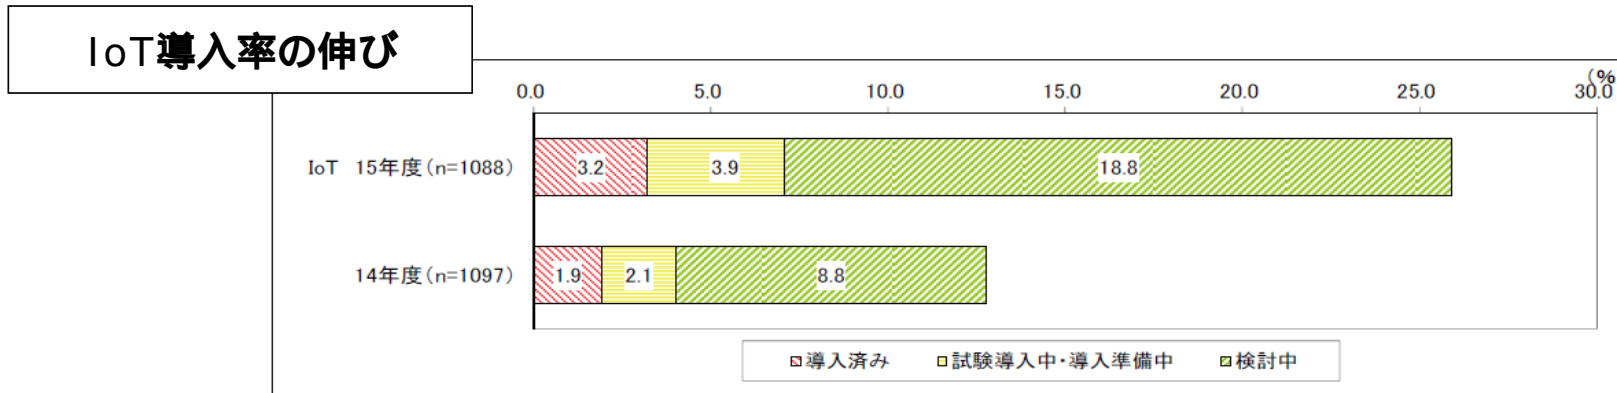 IoT導入率の伸び
(%
0.0 5.0 10.0 15.0 20.0 25.0 30.0
IoT 15年度(n=1088) 3.2 3.9 18.8
14年度(n=1097) 1.9 2.1 8.8
導入済み 試験導入中・導入準備中 検討中